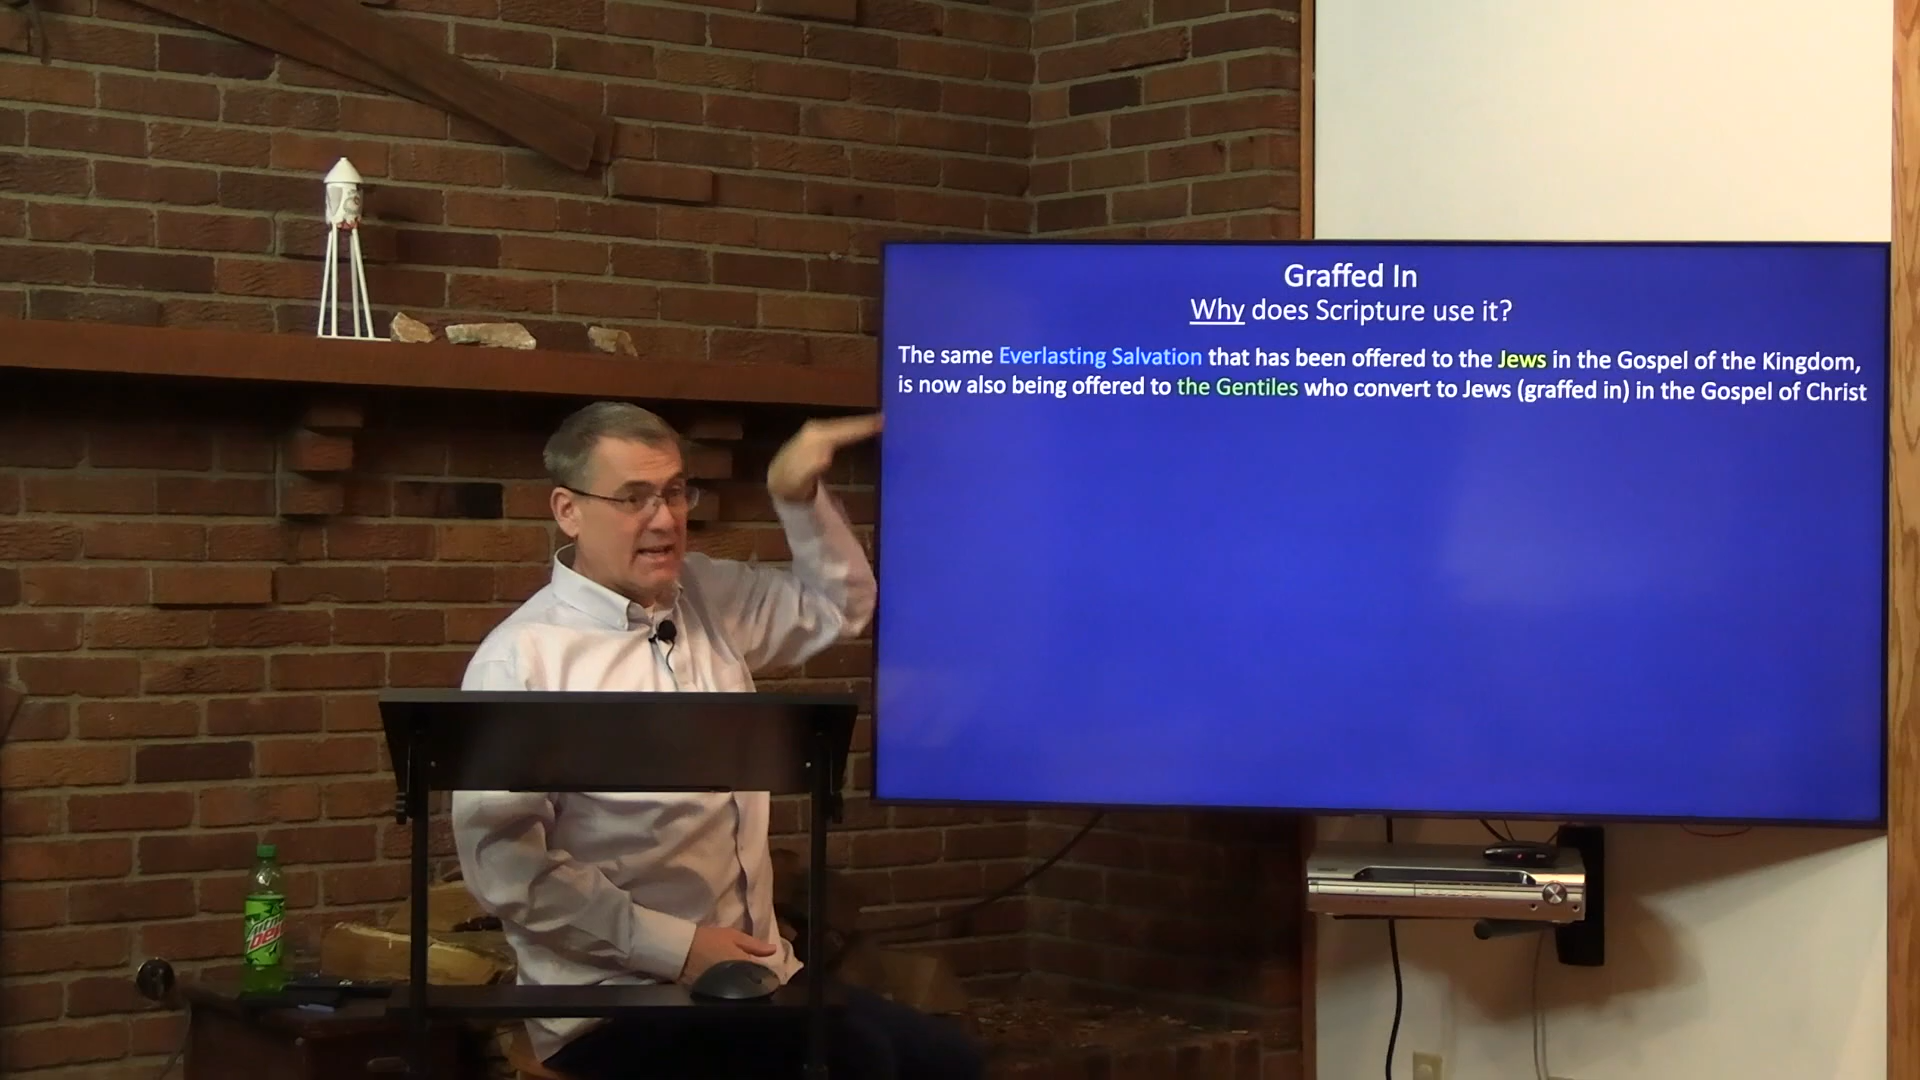 Graffed In
Why does Scripture use it?
The same Everlasting Salvation that has been offered to the Jews in the Gospel of the Kingdom,
is now also being offered to the Gentiles who convert to Jews (graffed in) in the Gospel of Christ
Mtn
Dew